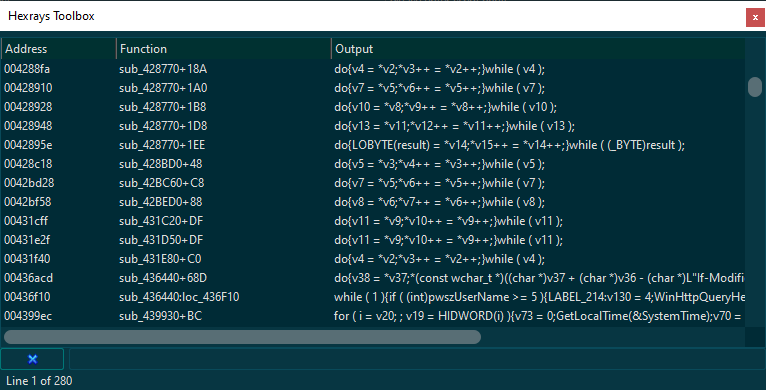 Hexrays Toolbox
x
Address Function Output
004288fa sub_428770+18A do{v4 = *v2;*v3++ = *v2++;}while ( v4 );
00428910 sub_428770+1A0 do{v7 = *v5;*v6++ = *v5++;}while ( v7 );
00428928 sub_428770+1B8 do{v10 = *v8;*v9++ = *v8++;}while ( v10 );
00428948 sub_428770+1D8 do{v13 = *v11;*v12++ = *v11++;}while ( v13 );
0042895e sub_428770+1EE do{LOBYTE(result) = *v14;*v15++ = *v14++;}while ( (_BYTE)result );
00428c18 sub_428BD0+48 do{v5 = *v3;*v4++ = *v3++;}while ( v5 );
0042bd28 sub_42BC60+C8 do{v7 = *v5;*v6++ = *v5++;}while ( v7 );
0042bf58 sub_42BED0+88 do{v8 = *v6;*v7++ = *v6++;}while ( v8 );
00431cff sub_431C20+DF do{v11 = *v9;*v10++ = *v9++;}while ( v11 );
00431e2f sub_431D50+DF do{v11 = *v9;*v10++ = *v9++;}while ( v11 );
00431f40 sub_431E80+C0 do{v4 = *v2;*v3++ = *v2++;}while ( v4 );
00436acd sub_436440+68D do{v38 = *v37;*(const wchar_t *)((char *)v37 + (char *)v36 - (char *)L"If-Modifi
00436f10 sub_436440:loc_436F10 while ( 1 ){if ( (int)pwszUserName >= 5 ){LABEL_214:v130 = 4;WinHttpQueryHe
004399ec sub_439930+BC for ( i = v20; ; v19 = HIDWORD(i) ){v73 = 0;GetLocalTime(&SystemTime);v70 =
Line 1 of 280